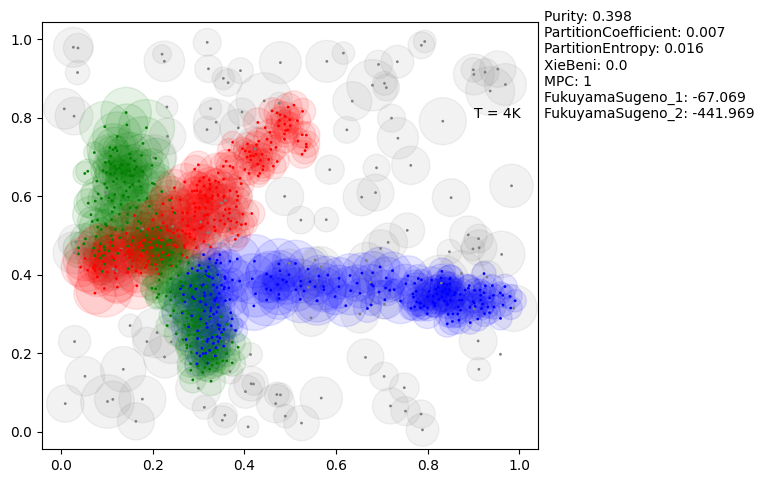 Purity: 0.398
PartitionCoefficient: 0.007
PartitionEntropy: 0.016
XieBeni: 0.0
MPC: 1
FukuyamaSugeno_1: -67.069
FukuyamaSugeno_2: -441.969
T = 4K
1.0
0.8
0.6
0.4
0.2
0.0
0.0 0.2 0.4 0.6 0.8 1.0